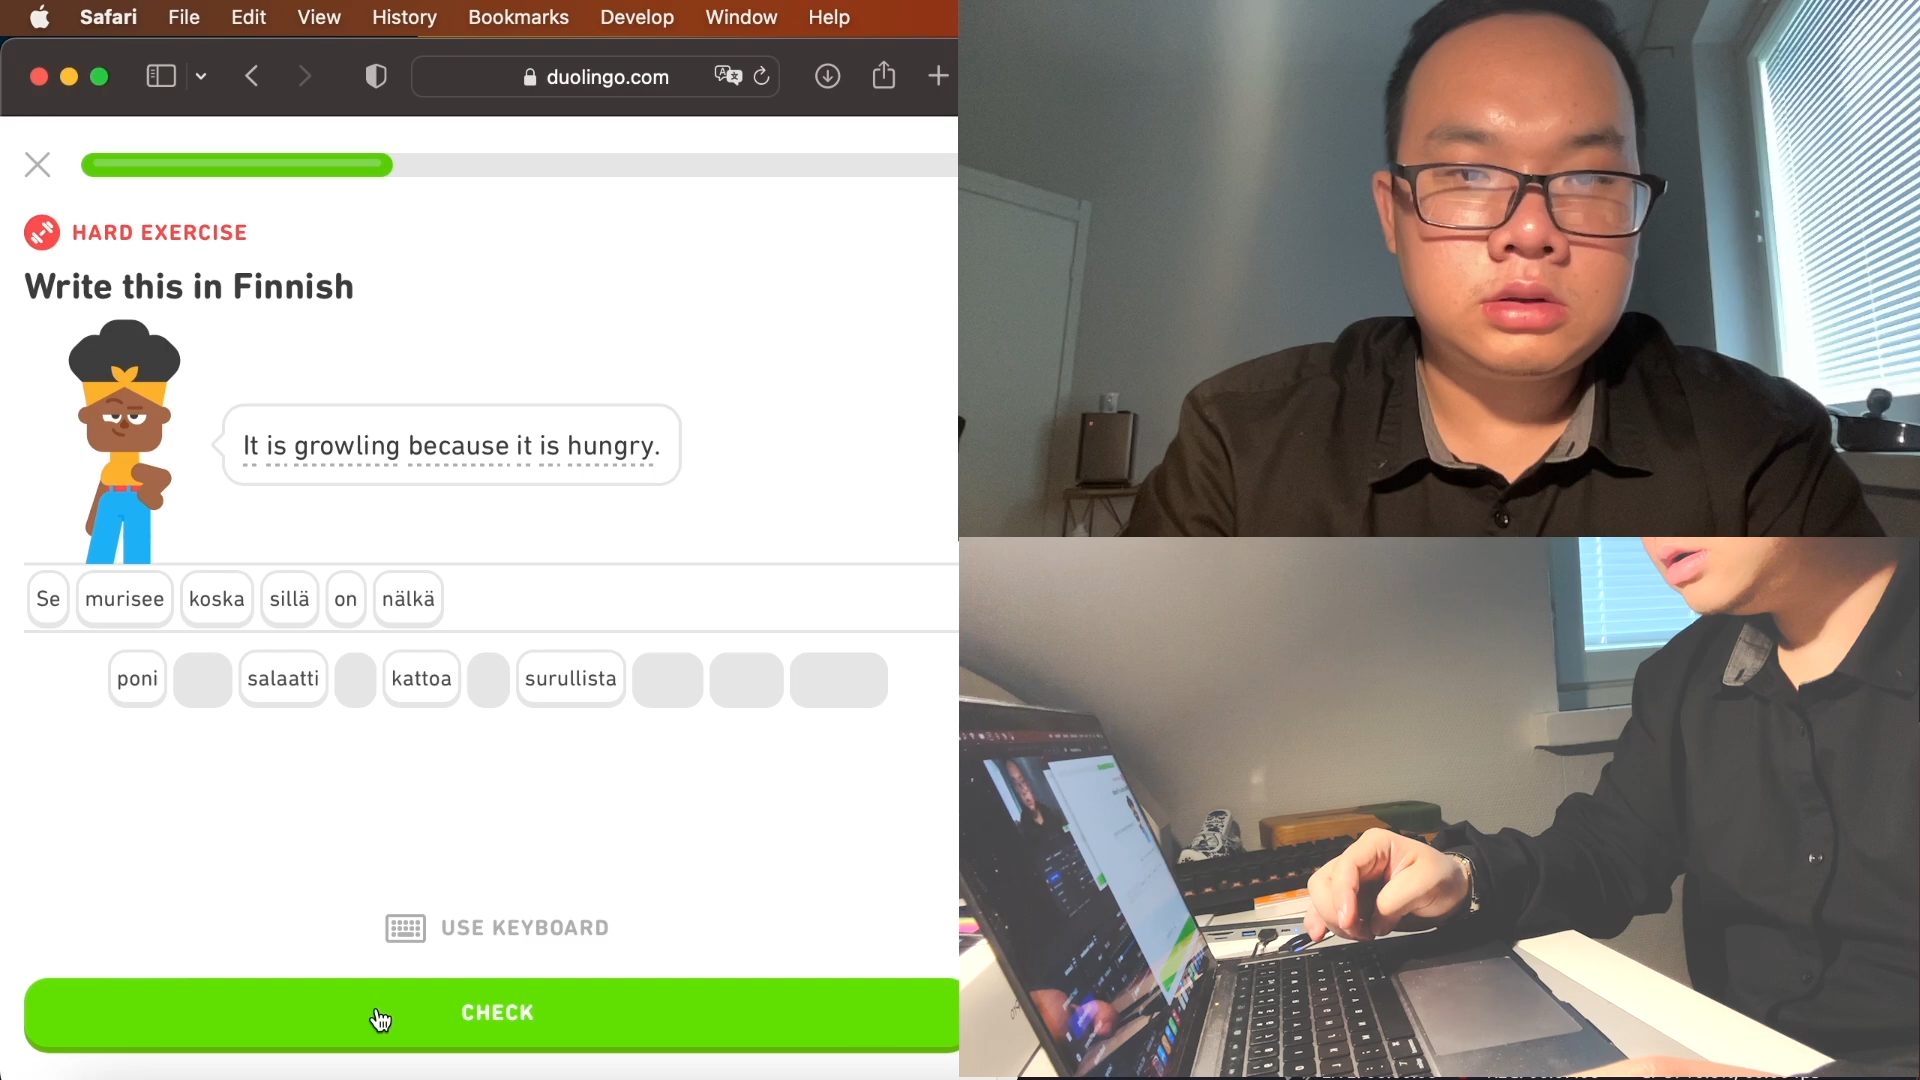 Safari File Edit View History Bookmarks Develop Window Help
duolingo.com
HARD EXERCISE
Write this in Finnish
It is growling because it is hungry.
Se murisee koska sillä on nälkä
poni salaatti kattoa surullista
USE KEYBOARD
CHECK